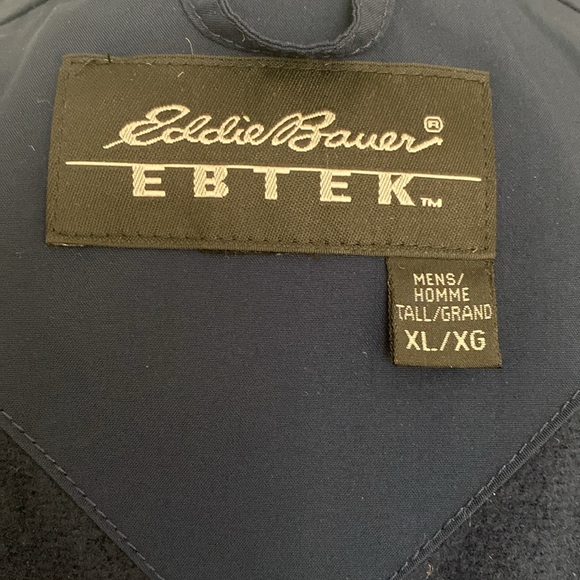 Eddie Bauer®
EBTEK™
MENS/
HOMME
TALL/GRAND
XL/XG